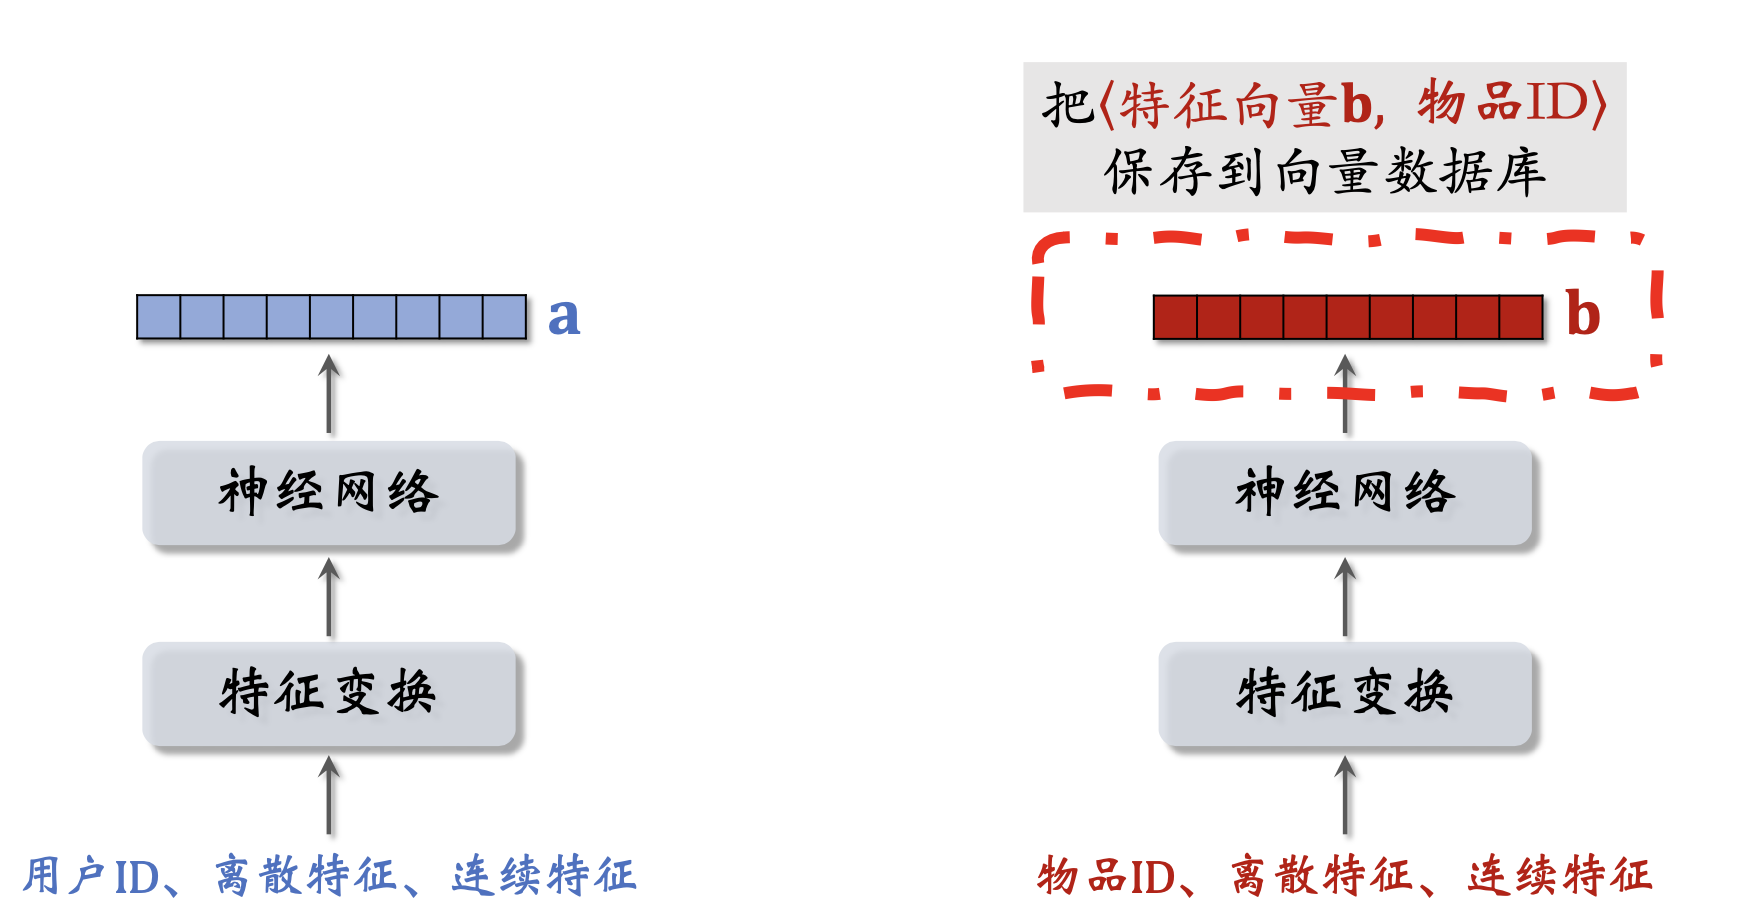 把⟨特征向量b, 物品ID⟩
保存到向量数据库
a
b
神经网络
神经网络
特征变换
特征变换
用户ID、离散特征、连续特征
物品ID、离散特征、连续特征